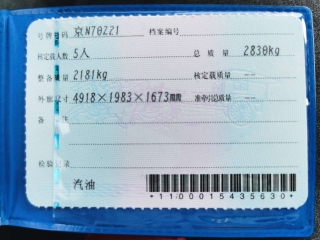 号牌号码 京N70Z21 档案编号
核定载人数 5人 总质量 2830kg
整备质量 2181kg 核定载质量 --
外廓尺寸 4918×1983×1673mm 准牵引总质量 --
备注
检验记录
汽油
*1100015435630*